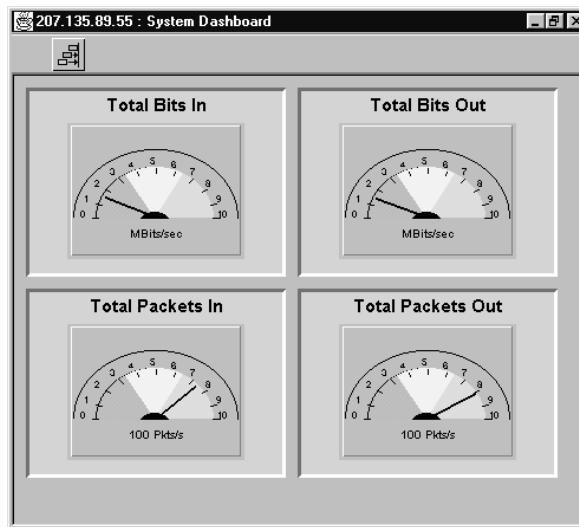 207.135.89.55 : System Dashboard
Total Bits In
0 1 2 3 4 5 6 7 8 9 10
MBits/sec
Total Bits Out
0 1 2 3 4 5 6 7 8 9 10
MBits/sec
Total Packets In
0 1 2 3 4 5 6 7 8 9 10
100 Pkts/s
Total Packets Out
0 1 2 3 4 5 6 7 8 9 10
100 Pkts/s